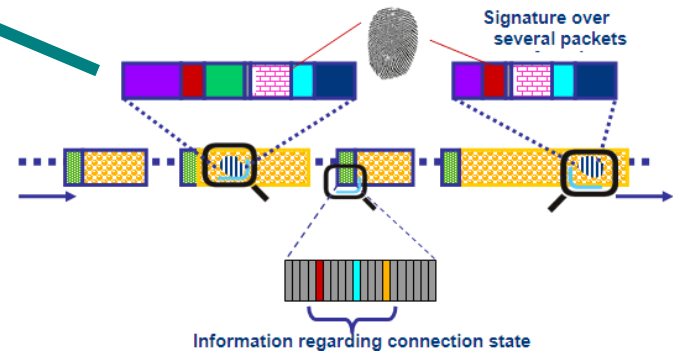 Signature over
several packets
Information regarding connection state